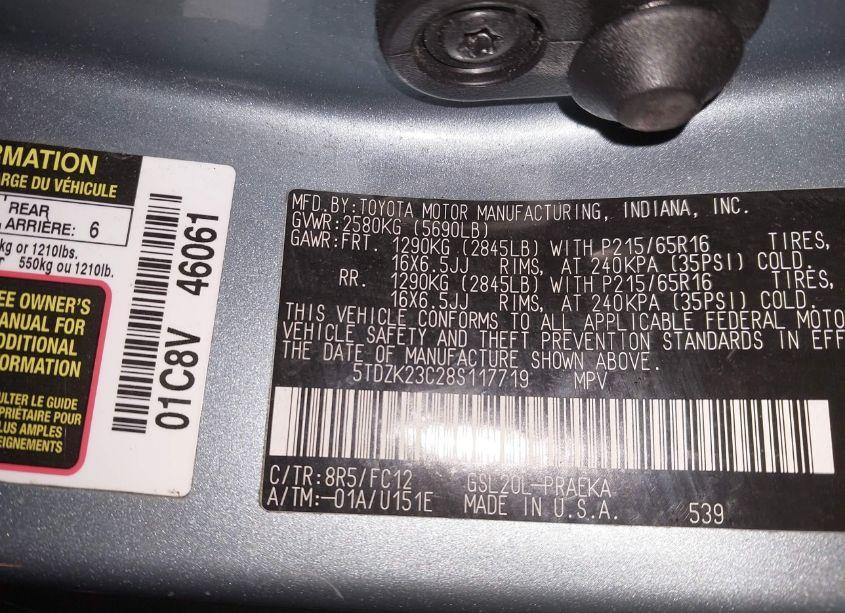 RMATION
ARGE DU VÉHICULE
REAR
ARRIÈRE: 6
kg or 1210lbs.
550kg ou 1210lb.
EE OWNER'S
ANUAL FOR
DDITIONAL
FORMATION
ULTER LE GUIDE
PRIÉTAIRE POUR
PLUS AMPLES
EIGNEMENTS
01C8V 46061
MFD.BY:TOYOTA MOTOR MANUFACTURING, INDIANA, INC.
GVWR:2580KG (5690LB)
GAWR:FRT. 1290KG (2845LB) WITH P215/65R16 TIRES,
16X6.5JJ RIMS, AT 240KPA (35PSI) COLD.
RR. 1290KG (2845LB) WITH P215/65R16 TIRES,
16X6.5JJ RIMS, AT 240KPA (35PSI) COLD.
THIS VEHICLE CONFORMS TO ALL APPLICABLE FEDERAL MOTO
VEHICLE SAFETY AND THEFT PREVENTION STANDARDS IN EFF
THE DATE OF MANUFACTURE SHOWN ABOVE.
5TDZK23C28S117719 MPV
C/TR:8R5/FC12 GSL20L-PRAEKA
A/TM:-01A/U151E MADE IN U.S.A. 539